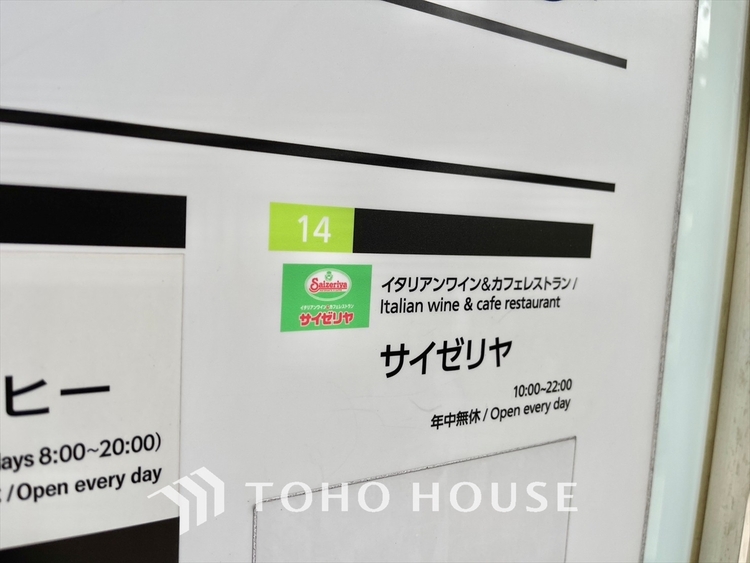 14
Saizeriya
イタリアンワイン&カフェレストラン
サイゼリヤ
イタリアンワイン&カフェレストラン/
Italian wine & cafe restaurant
サイゼリヤ
10:00~22:00
年中無休/Open every day
ヒー
ays 8:00~20:00)
/Open every day
TOHO HOUSE